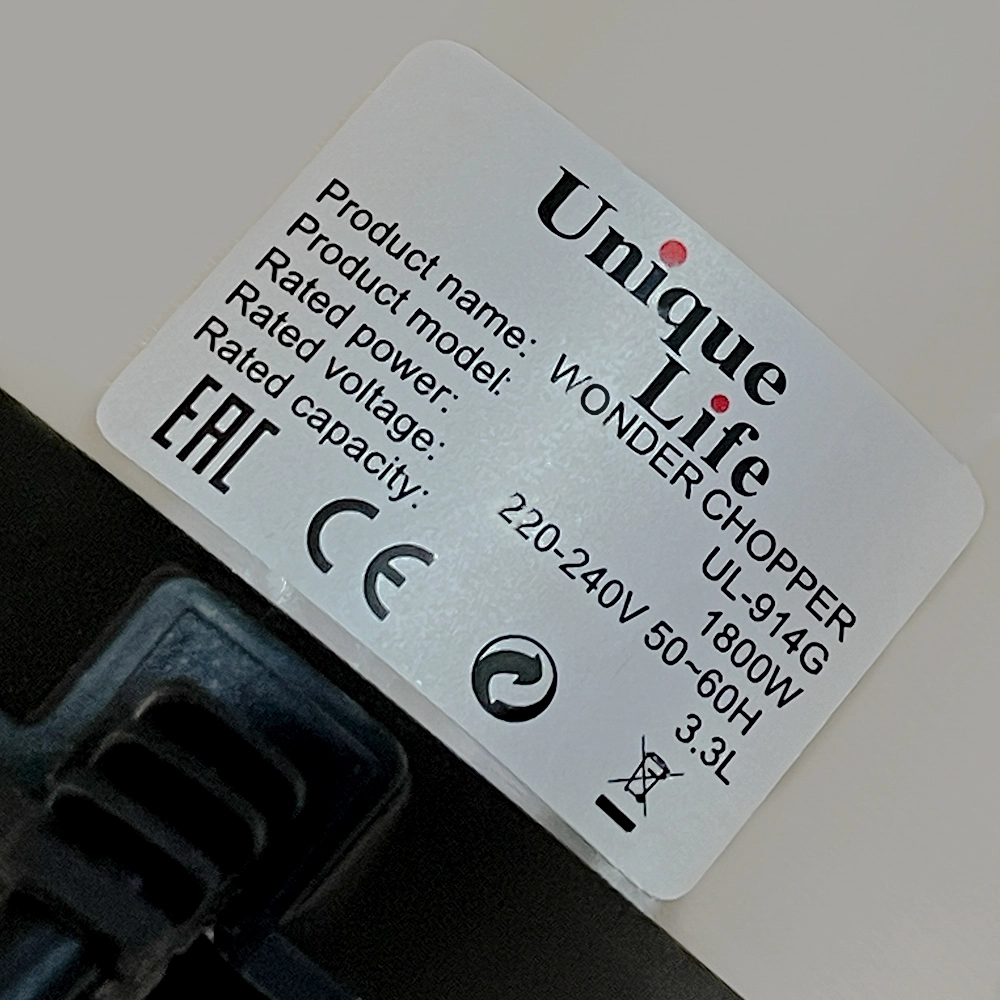 Unique
Life
Product name: WONDER CHOPPER
Product model: UL-914G
Rated power: 1800W
Rated voltage: 220-240V 50~60H
Rated capacity: 3.3L
EAC CE